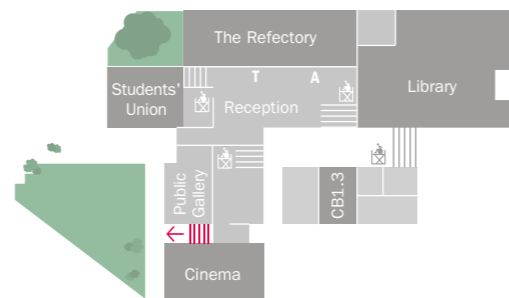 The Refectory
T
A
Library
Students'
Union
Reception
Public
Gallery
CB1.3
Cinema